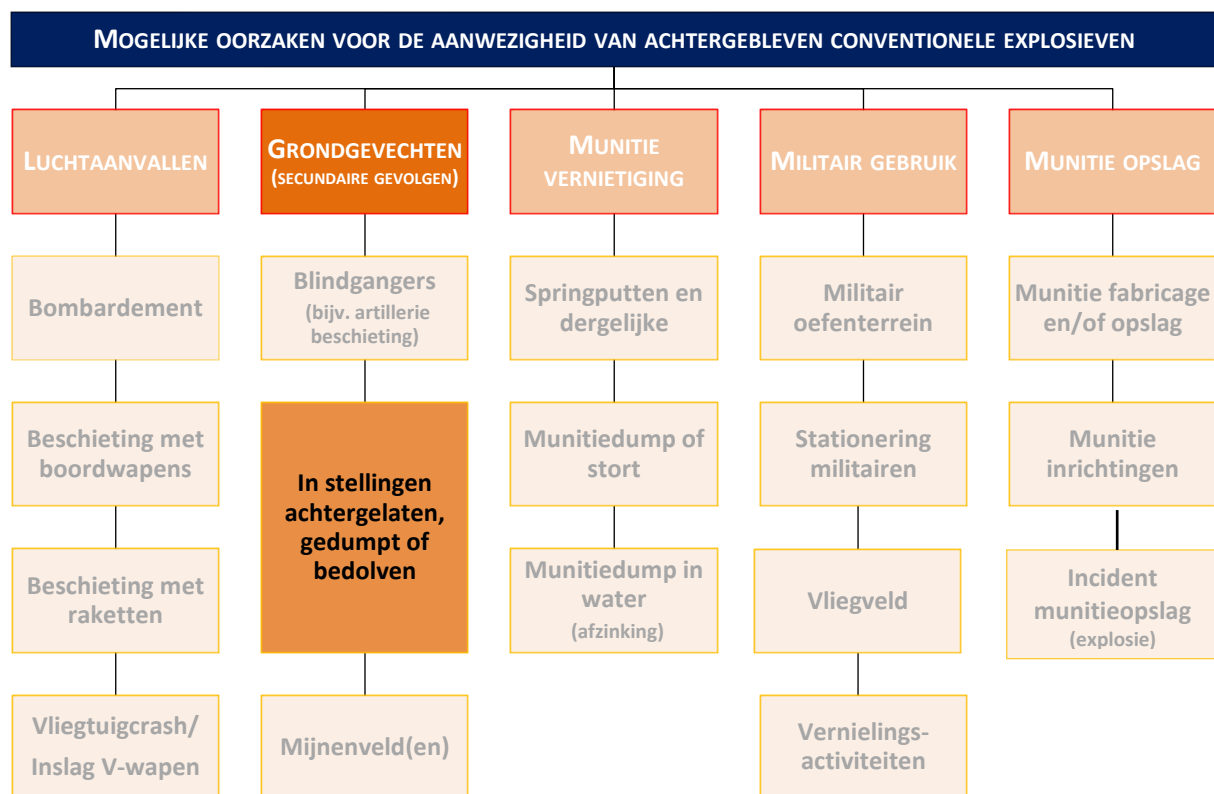 MOGELIJKE OORZAKEN VOOR DE AANWEZIGHEID VAN ACHTERGEBLEVEN CONVENTIONELE EXPLOSIEVEN
LUCHTAANVALLEN
Bombardement
Beschieting met
boordwapens
Beschieting met
raketten
Vliegtuigcrash/
Inslag V-wapen
GRONDGEVECHTEN
(SECUNDAIRE GEVOLGEN)
Blindgangers
(bijv. artillerie
beschieting)
In stellingen
achtergelaten,
gedumpt of
bedolven
Mijnenveld(en)
MUNITIE
VERNIETIGING
Springputten en
dergelijke
Munitiedump of
stort
Munitiedump in
water
(afzinking)
MILITAIR GEBRUIK
Militair
oefenterrein
Stationering
militairen
Vliegveld
Vernielings-
activiteiten
MUNITIE OPSLAG
Munitie fabricage
en/of opslag
Munitie
inrichtingen
Incident
munitieopslag
(explosie)